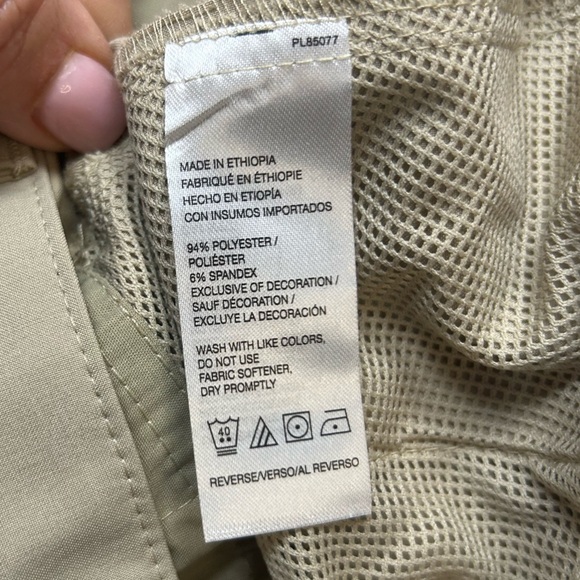 PL85077
MADE IN ETHIOPIA
FABRIQUÉ EN ÉTHIOPIE
HECHO EN ETIOPÍA
CON INSUMOS IMPORTADOS
94% POLYESTER /
POLIÉSTER
6% SPANDEX
EXCLUSIVE OF DECORATION /
SAUF DÉCORATION /
EXCLUYE LA DECORACIÓN
WASH WITH LIKE COLORS,
DO NOT USE
FABRIC SOFTENER,
DRY PROMPTLY
40
REVERSE/VERSO/AL REVERSO